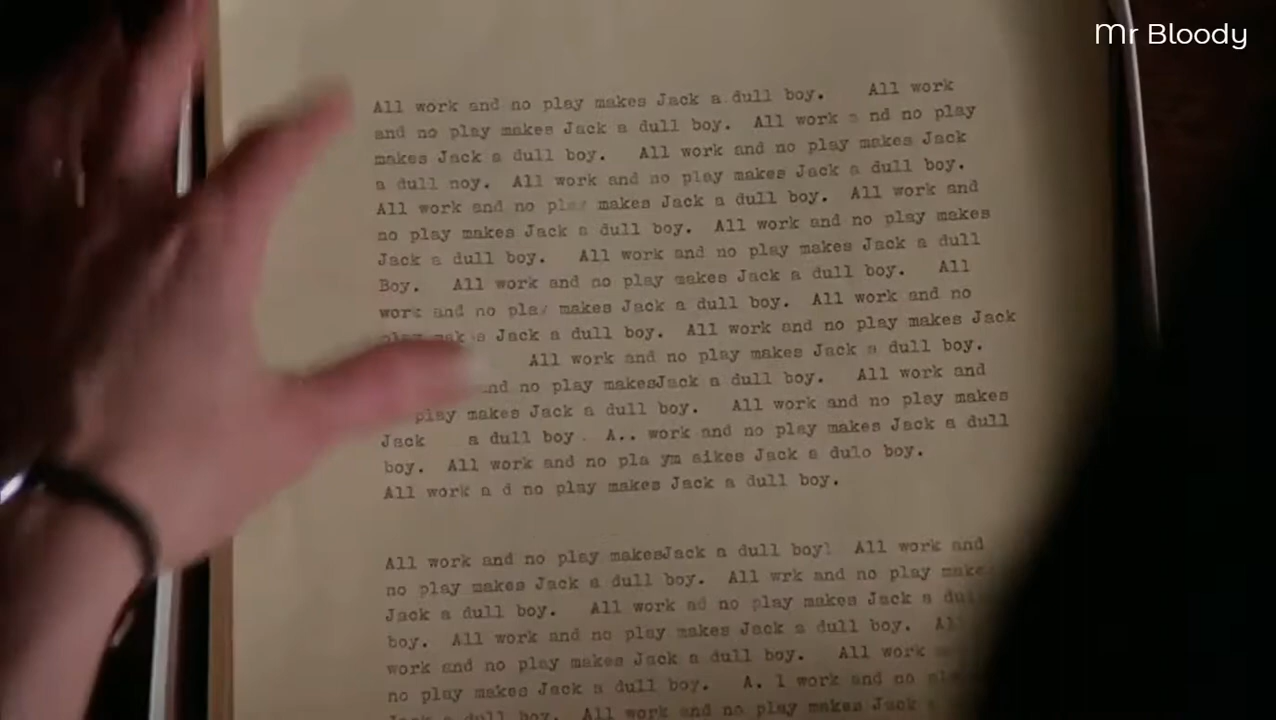 Mr Bloody
All work and no play makes Jack a dull boy. All work
and no play makes Jack a dull boy. All work a nd no play
makes Jack a dull boy. All work and no play makes Jack
a dull noy. All work and no play makes Jack a dull boy.
All work and no play makes Jack a dull boy. All work and
no play makes Jack a dull boy. All work and no play makes
Jack a dull boy. All work and no play makes Jack a dull
Boy. All work and no play makes Jack a dull boy. All
work and no play makes Jack a dull boy. All work and no
Jack a dull boy. All work and no play makes Jack
All work and no play makes Jack a dull boy.
and no play makesJack a dull boy. All work and
play makes Jack a dull boy. All work and no play makes
Jack a dull boy. A.. work and no play makes Jack a dull
boy. All work and no pla ym aikes Jack a dulo boy.
All work a d no play makes Jack a dull boy.
All work and no play makesJack a dull boy! All work and
no play makes Jack a dull boy. All wrk and no play make
Jack a dull boy. All work ad no play makes Jack a
boy. All work and no play makes Jack a dull boy.
work and no play makes Jack a dull boy. All work
no play makes Jack a dull boy. A. l work and no
Jack a dull boy. All work and no play makes Jack